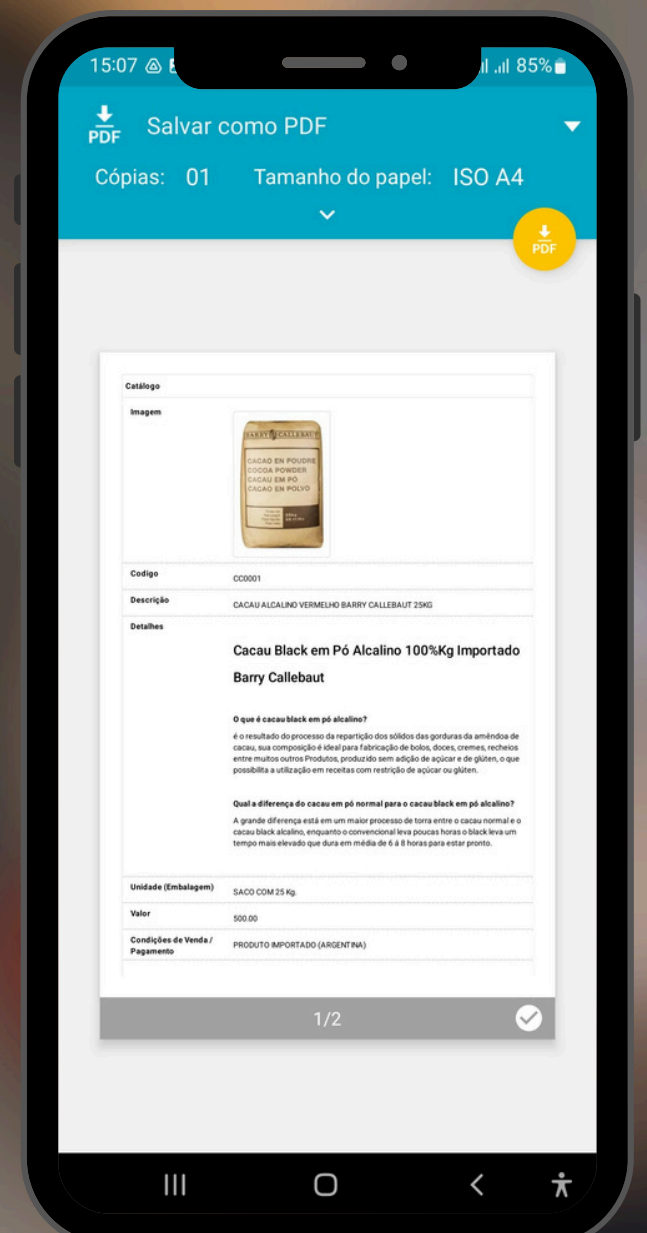 15:07
85%
PDF
Salvar como PDF
Cópias: 01 Tamanho do papel: ISO A4
PDF
Catálogo
Imagem
BARRY CALLEBAUT
CACAO EN POUDRE
COCOA POWDER
CACAU EM PÓ
CACAO EN POLVO
Codigo
CC0001
Descrição
CACAU ALCALINO VERMELHO BARRY CALLEBAUT 25KG
Detalhes
Cacau Black em Pó Alcalino 100%Kg Importado
Barry Callebaut
O que é cacau black em pó alcalino?
é o resultado do processo da repartição dos sólidos das gorduras da amêndoa de
cacau, sua composição é ideal para fabricação de bolos, doces, cremes, recheios
entre muitos outros Produtos, produzido sem adição de açúcar e de glúten, o que
possibilita a utilização em receitas com restrição de açúcar ou glúten.
Qual a diferença do cacau em pó normal para o cacau black em pó alcalino?
A grande diferença está em um maior processo de torra entre o cacau normal e o
cacau black alcalino, enquanto o convencional leva poucas horas o black leva um
tempo mais elevado que dura em média de 6 á 8 horas para estar pronto.
Unidade (Embalagem)
SACO COM 25 Kg.
Valor
500.00
Condições de Venda /
Pagamento
PRODUTO IMPORTADO (ARGENTINA)
1/2